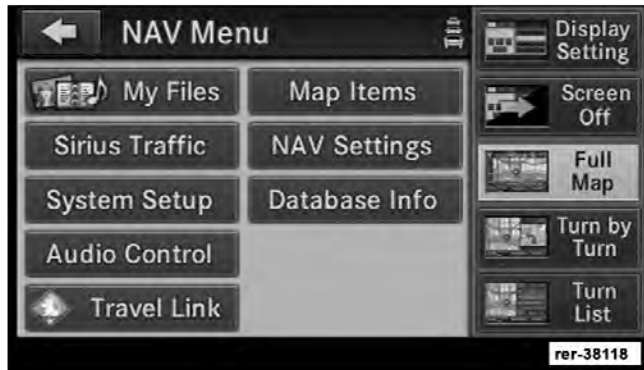 NAV Menu
My Files
Map Items
Sirius Traffic
NAV Settings
System Setup
Database Info
Audio Control
Travel Link
Display
Setting
Screen
Off
Full
Map
Turn by
Turn
Turn
List
rer-38118